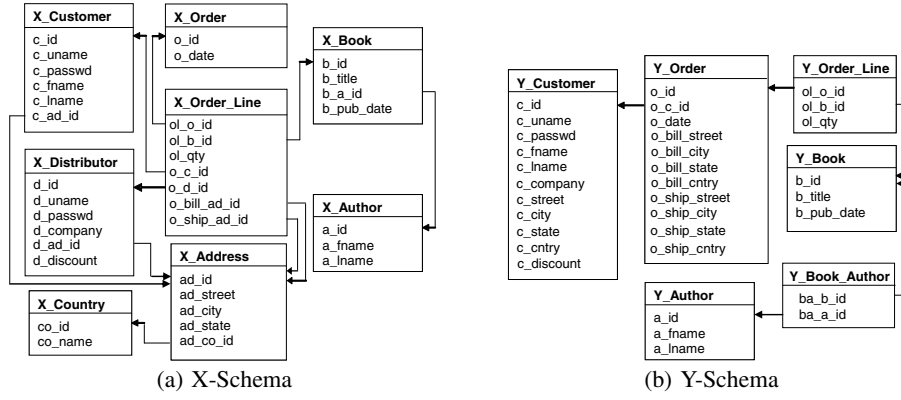 X_Customer
c_id
c_uname
c_passwd
c_fname
c_lname
c_ad_id
X_Order
o_id
o_date
X_Book
b_id
b_title
b_a_id
b_pub_date
X_Order_Line
ol_o_id
ol_b_id
ol_qty
o_c_id
o_d_id
o_bill_ad_id
o_ship_ad_id
X_Distributor
d_id
d_uname
d_passwd
d_company
d_ad_id
d_discount
X_Author
a_id
a_fname
a_lname
X_Address
ad_id
ad_street
ad_city
ad_state
ad_co_id
X_Country
co_id
co_name
(a) X-Schema
Y_Customer
c_id
c_uname
c_passwd
c_fname
c_lname
c_company
c_street
c_city
c_state
c_cntry
c_discount
Y_Order
o_id
o_c_id
o_date
o_bill_street
o_bill_city
o_bill_state
o_bill_cntry
o_ship_street
o_ship_city
o_ship_state
o_ship_cntry
Y_Order_Line
ol_o_id
ol_b_id
ol_qty
Y_Book
b_id
b_title
b_pub_date
Y_Book_Author
ba_b_id
ba_a_id
Y_Author
a_id
a_fname
a_lname
(b) Y-Schema